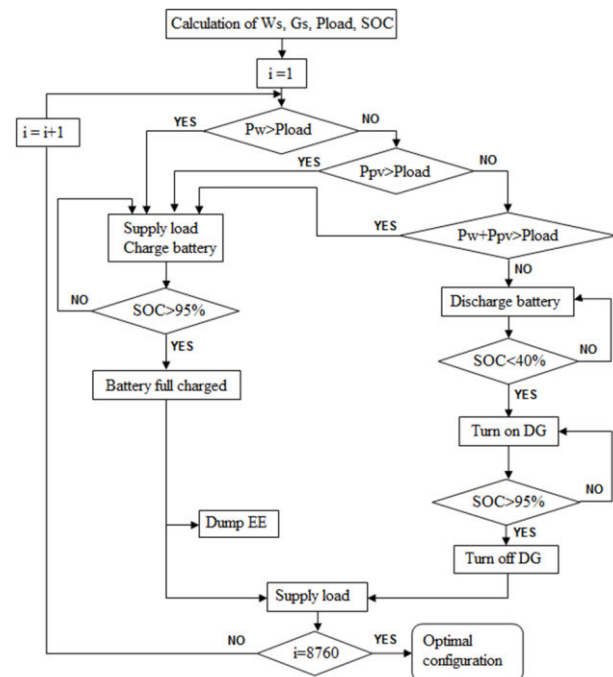 Calculation of Ws, Gs, Pload, SOC
i =1
i = i+1
YES
Pw>Pload
NO
YES
Ppv>Pload
NO
Supply load
Charge battery
YES
Pw+Ppv>Pload
NO
NO
SOC>95%
YES
Discharge battery
SOC<40%
NO
YES
Battery full charged
Turn on DG
SOC>95%
NO
YES
Dump EE
Turn off DG
Supply load
NO
i=8760
YES
Optimal
configuration